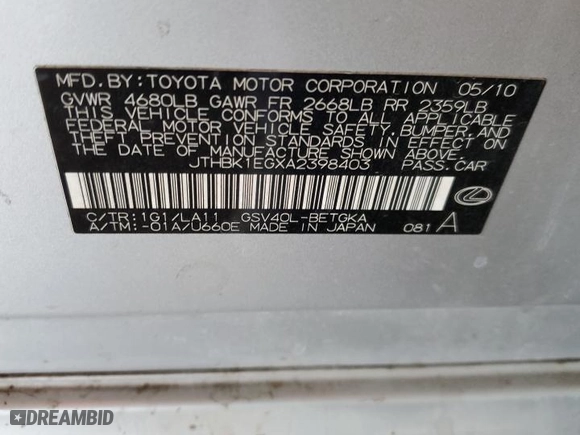 MFD. BY: TOYOTA MOTOR CORPORATION 05/10
GVWR 4680LB GAWR FR 2668LB RR 2359LB
THIS VEHICLE CONFORMS TO ALL APPLICABLE
FEDERAL MOTOR VEHICLE SAFETY, BUMPER, AND
THEFT PREVENTION STANDARDS IN EFFECT ON
THE DATE OF MANUFACTURE SHOWN ABOVE.
JTHBK1EGXA2398403 PASS. CAR
C/TR: 1G1/LA11 GSV40L-BETGKA
A/TM: -01A/U660E MADE IN JAPAN 081 A
DREAMBID